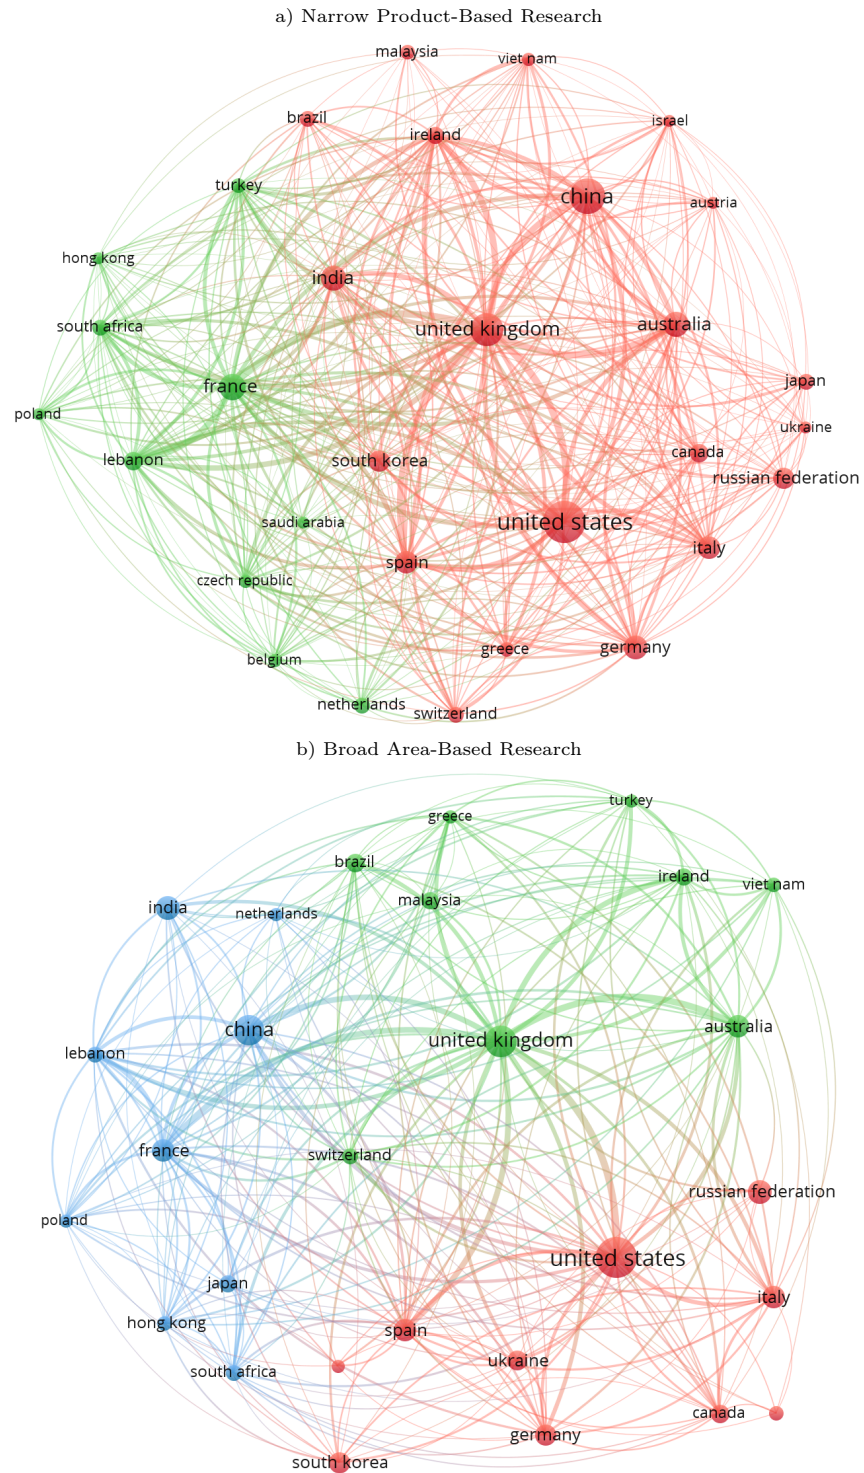 a) Narrow Product-Based Research
malaysia
viet nam
brazil
israel
ireland
turkey
china
austria
hong kong
india
south africa
united kingdom
australia
france
japan
poland
ukraine
lebanon
south korea
canada
russian federation
saudi arabia
united states
italy
spain
czech republic
greece
germany
belgium
netherlands
switzerland
b) Broad Area-Based Research
turkey
greece
brazil
ireland
viet nam
malaysia
india
netherlands
china
australia
united kingdom
lebanon
france
switzerland
russian federation
poland
united states
japan
italy
hong kong
spain
ukraine
south africa
canada
germany
south korea